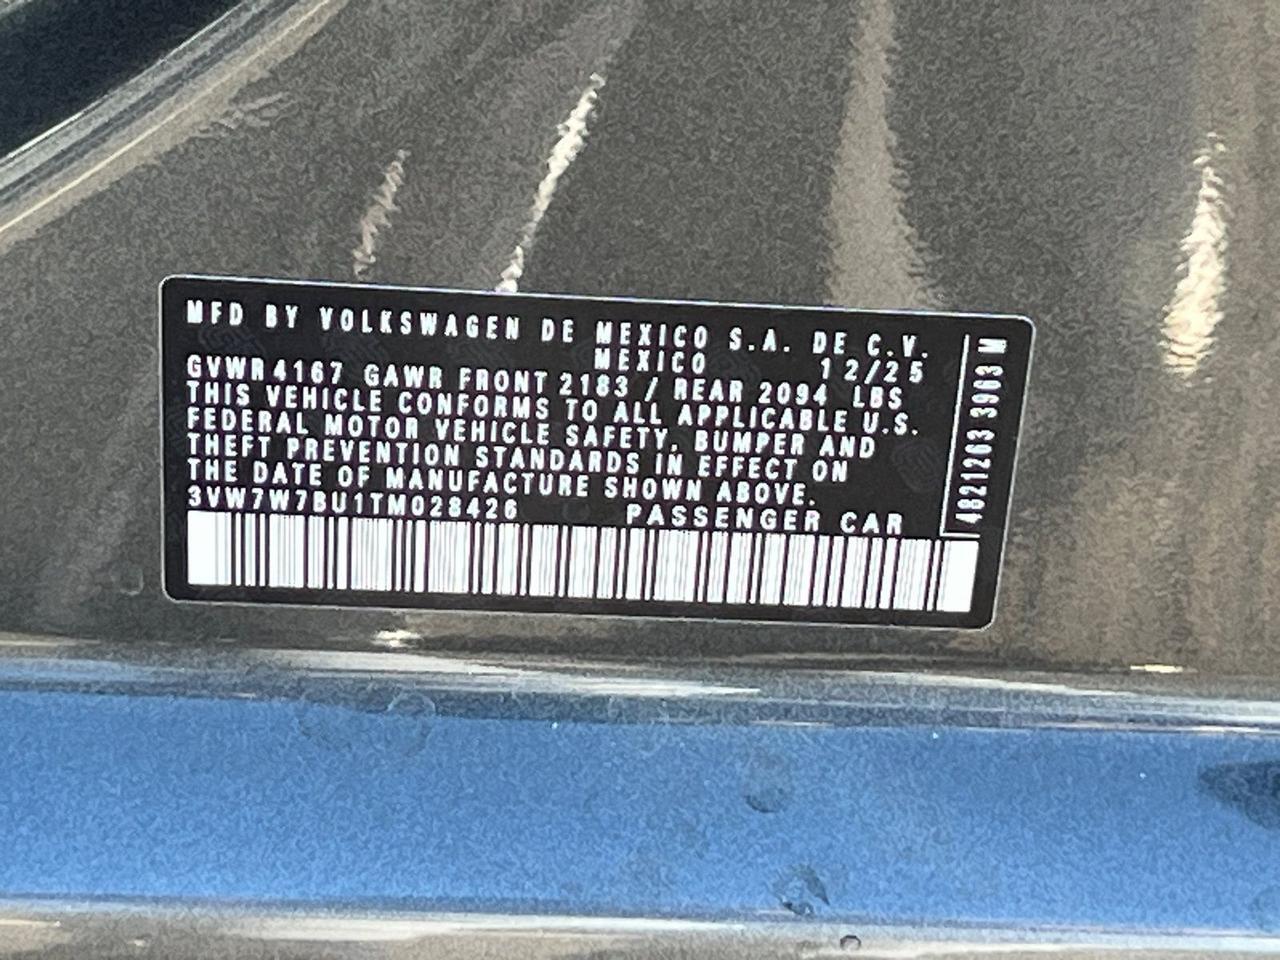 MFD BY VOLKSWAGEN DE MEXICO S.A. DE C.V.
MEXICO 12/25
GVWR 4167 GAWR FRONT 2183 / REAR 2094 LBS
THIS VEHICLE CONFORMS TO ALL APPLICABLE U.S.
FEDERAL MOTOR VEHICLE SAFETY, BUMPER AND
THEFT PREVENTION STANDARDS IN EFFECT ON
THE DATE OF MANUFACTURE SHOWN ABOVE.
3VW7W7BU1TM028426 PASSENGER CAR
4821263 3963 M